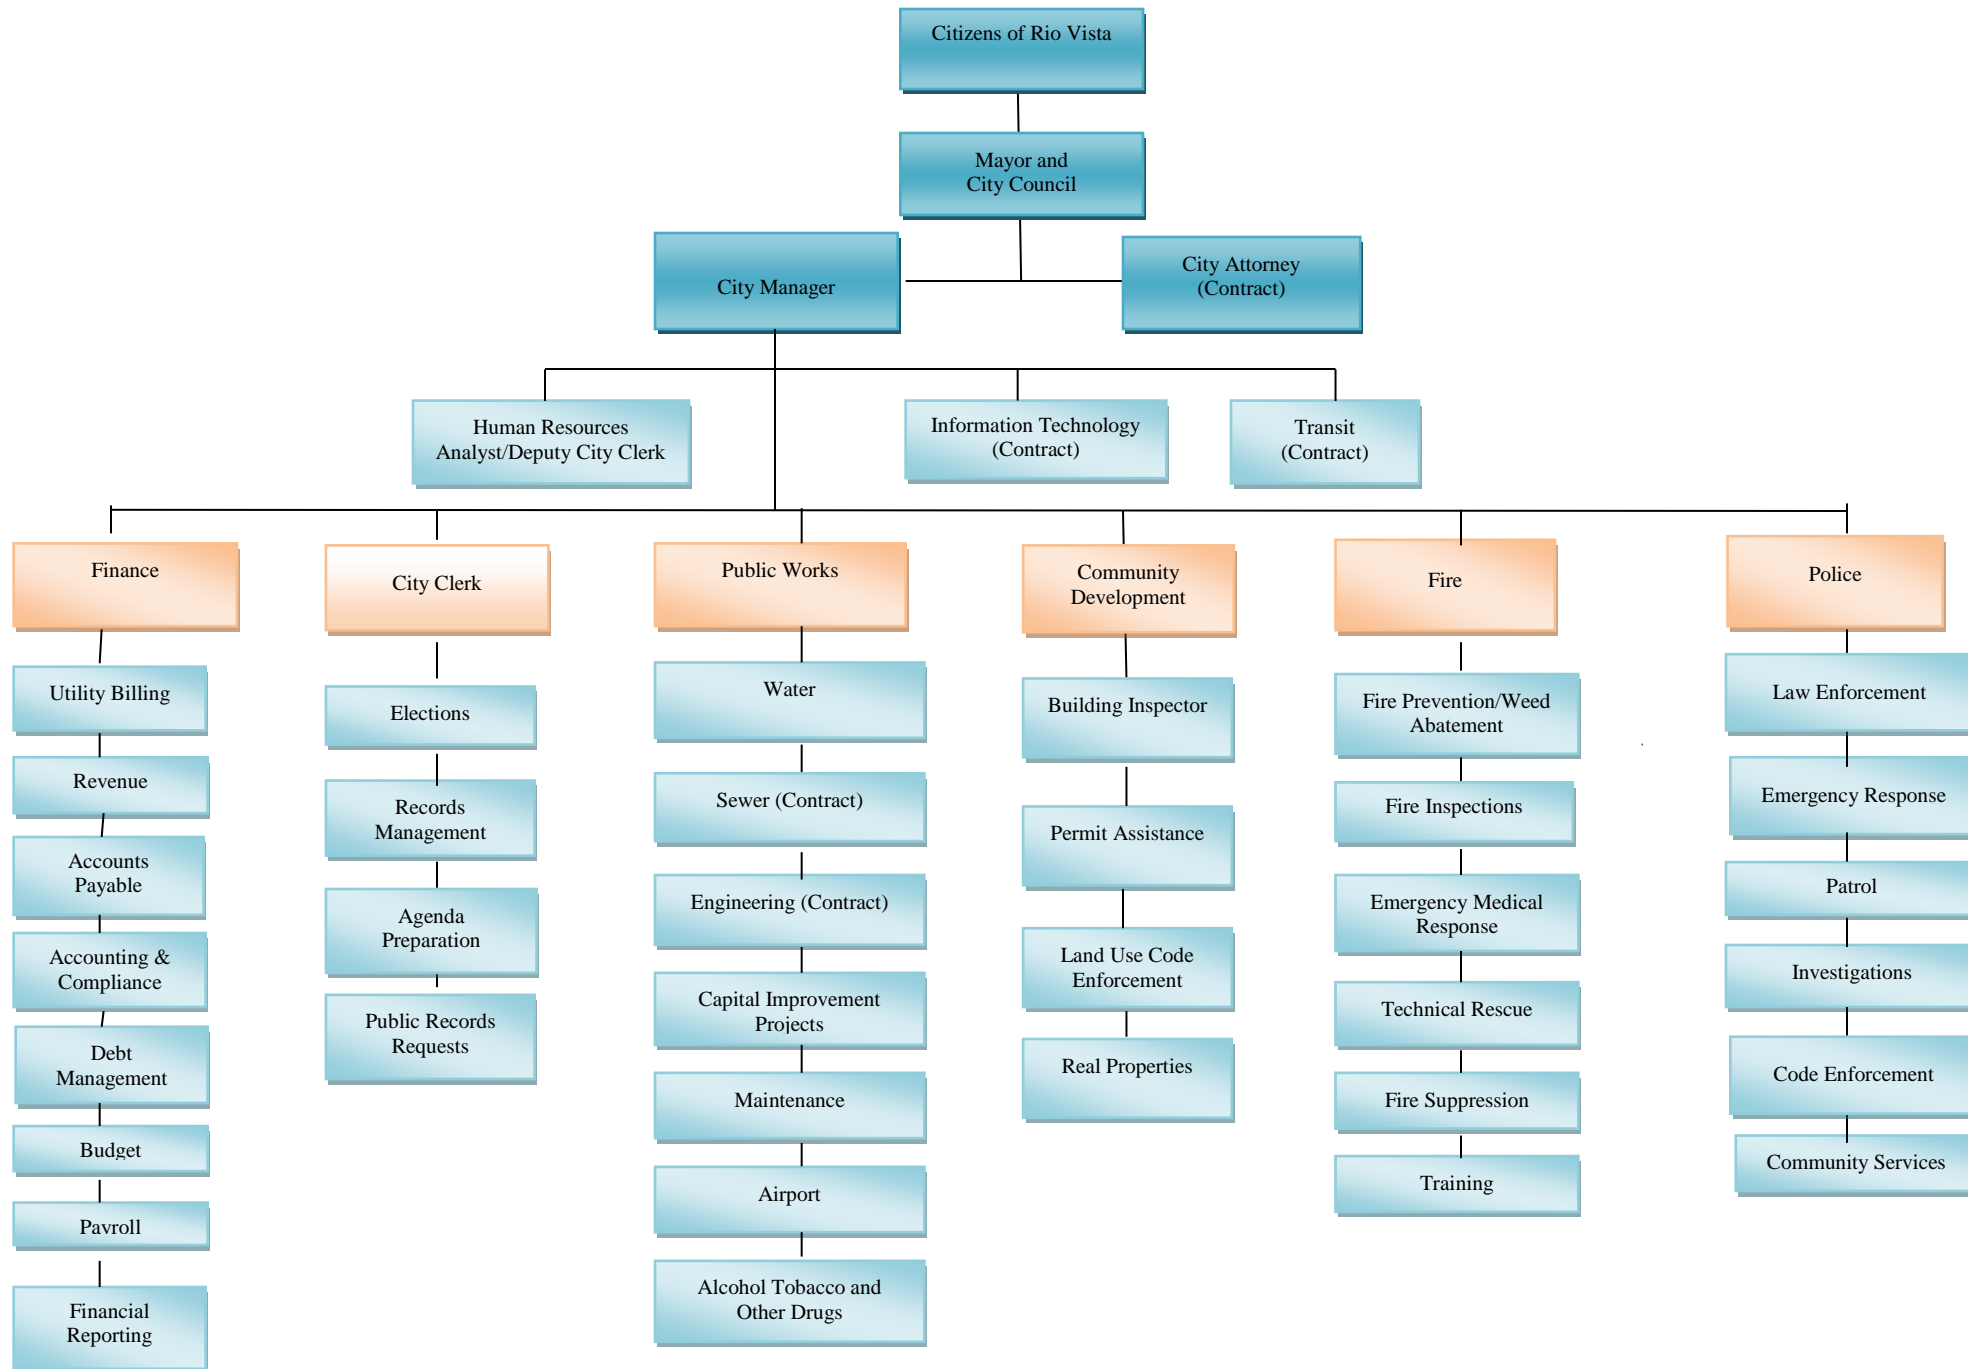 Citizens of Rio Vista
Mayor and
City Council
City Manager
City Attorney
(Contract)
Human Resources
Analyst/Deputy City Clerk
Information Technology
(Contract)
Transit
(Contract)
Finance
City Clerk
Public Works
Community
Development
Fire
Police
Utility Billing
Revenue
Accounts
Payable
Accounting &
Compliance
Debt
Management
Budget
Payroll
Financial
Reporting
Elections
Records
Management
Agenda
Preparation
Public Records
Requests
Water
Sewer (Contract)
Engineering (Contract)
Capital Improvement
Projects
Maintenance
Airport
Alcohol Tobacco and
Other Drugs
Building Inspector
Permit Assistance
Land Use Code
Enforcement
Real Properties
Fire Prevention/Weed
Abatement
Fire Inspections
Emergency Medical
Response
Technical Rescue
Fire Suppression
Training
Law Enforcement
Emergency Response
Patrol
Investigations
Code Enforcement
Community Services